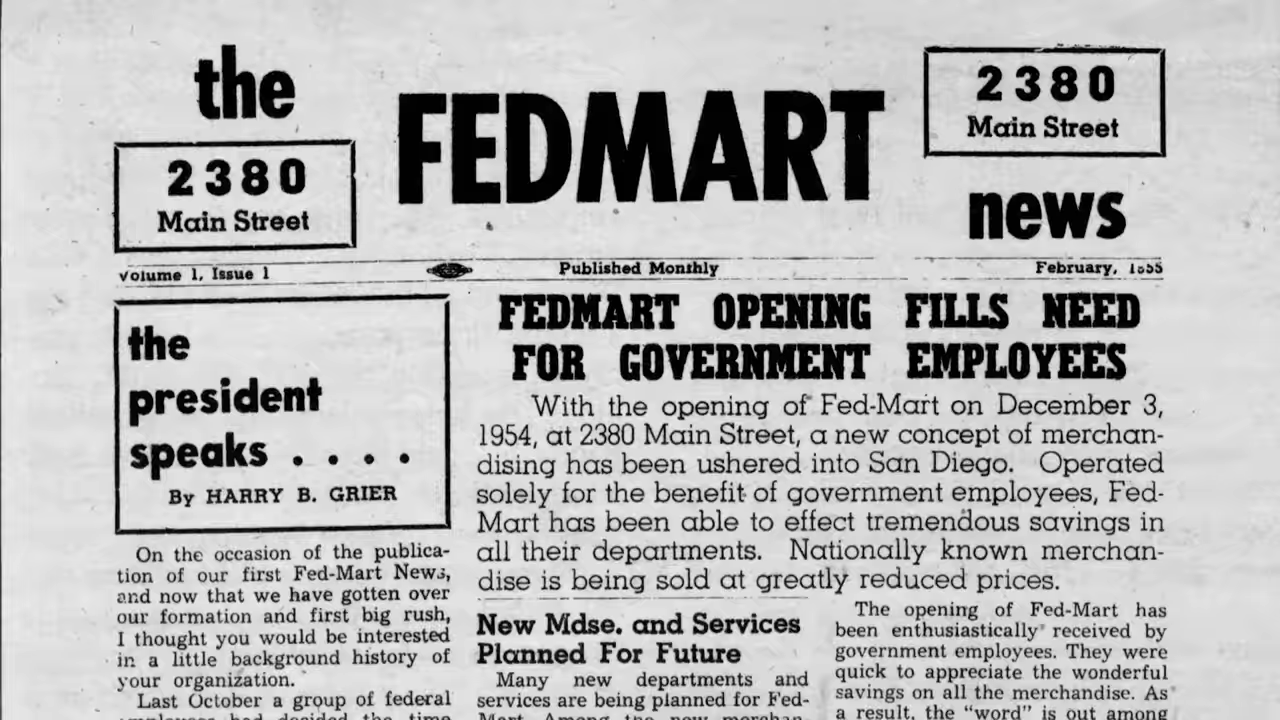 the
FEDMART
2380
Main Street
2380
Main Street
news
Volume 1, Issue 1
Published Monthly
February,
the
president
speaks . . . .
By HARRY B. GRIER
On the occasion of the publica-
tion of our first Fed-Mart News,
and now that we have gotten over
our formation and first big rush,
I thought you would be interested
in a little background history of
your organization.
Last October a group of federal
FEDMART OPENING FILLS NEED
FOR GOVERNMENT EMPLOYEES
With the opening of Fed-Mart on December 3,
1954, at 2380 Main Street, a new concept of merchan-
dising has been ushered into San Diego. Operated
solely for the benefit of government employees, Fed-
Mart has been able to effect tremendous savings in
all their departments. Nationally known merchan-
dise is being sold at greatly reduced prices.
New Mdse. and Services
Planned For Future
Many new departments and
services are being planned for Fed-
Mart. Among the new merchan-
The opening of Fed-Mart has
been enthusiastically received by
government employees. They were
quick to appreciate the wonderful
savings on all the merchandise. As
a result, the "word" is out among